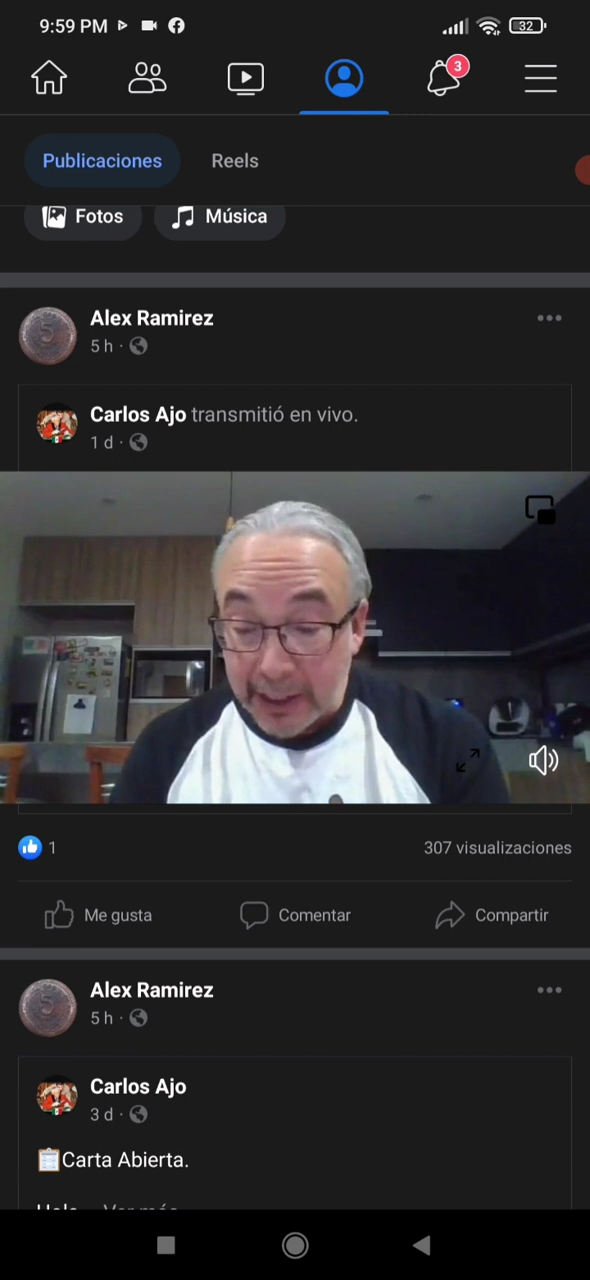 9:59 PM
32
3
Publicaciones
Reels
Fotos
Música
Alex Ramirez
5 h ·
Carlos Ajo transmitió en vivo.
1 d ·
1
307 visualizaciones
Me gusta
Comentar
Compartir
Alex Ramirez
5 h ·
Carlos Ajo
3 d ·
📋Carta Abierta.